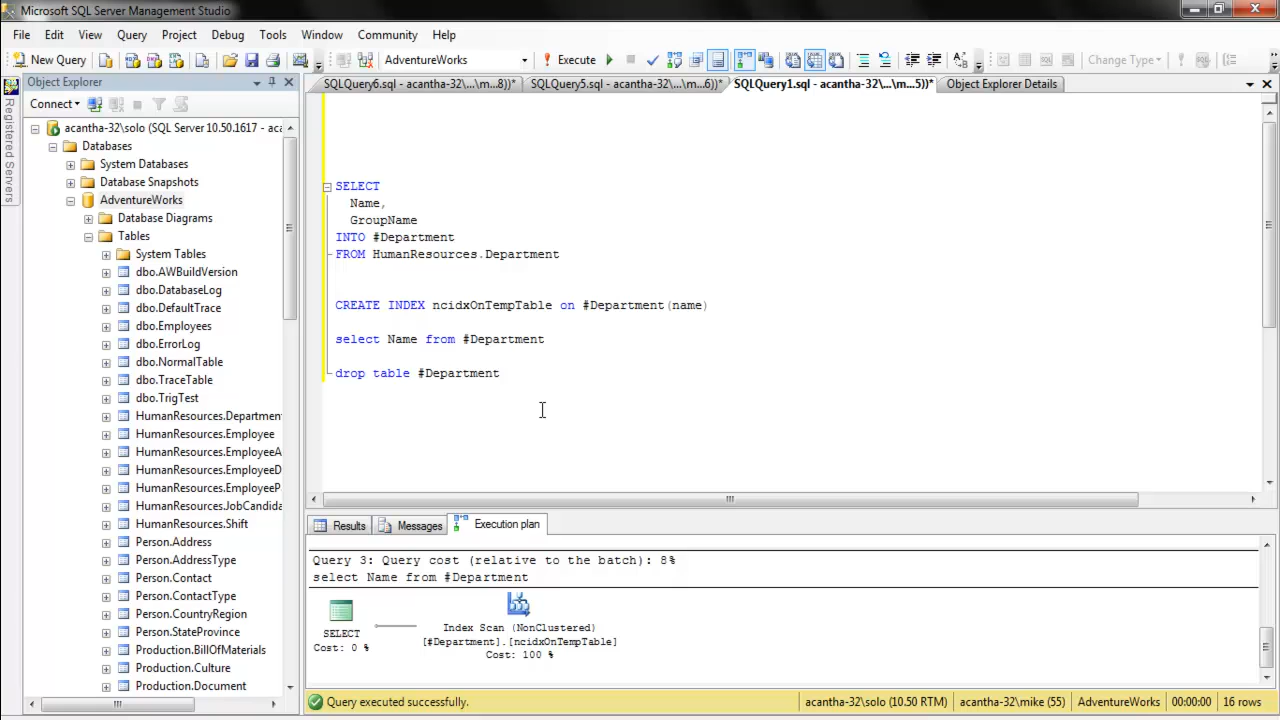 Microsoft SQL Server Management Studio
File Edit View Query Project Debug Tools Window Community Help
New Query AdventureWorks Execute Change Type
Object Explorer
SQLQuery6.sql - acantha-32\...\m...8))* SQLQuery5.sql - acantha-32\...\m...6))* SQLQuery1.sql - acantha-32\...\m...5))* Object Explorer Details
Registered Servers
Connect
acantha-32\solo (SQL Server 10.50.1617 - aca
Databases
System Databases
Database Snapshots
AdventureWorks
Database Diagrams
Tables
System Tables
dbo.AWBuildVersion
dbo.DatabaseLog
dbo.DefaultTrace
dbo.Employees
dbo.ErrorLog
dbo.NormalTable
dbo.TraceTable
dbo.TrigTest
HumanResources.Department
HumanResources.Employee
HumanResources.EmployeeA
HumanResources.EmployeeD
HumanResources.EmployeeP
HumanResources.JobCandida
HumanResources.Shift
Person.Address
Person.AddressType
Person.Contact
Person.ContactType
Person.CountryRegion
Person.StateProvince
Production.BillOfMaterials
Production.Culture
Production.Document
SELECT
Name,
GroupName
INTO #Department
FROM HumanResources.Department
CREATE INDEX ncidxOnTempTable on #Department(name)
select Name from #Department
drop table #Department
Results Messages Execution plan
Query 3: Query cost (relative to the batch): 8%
select Name from #Department
SELECT
Cost: 0 %
Index Scan (NonClustered)
[#Department].[ncidxOnTempTable]
Cost: 100 %
Query executed successfully. acantha-32\solo (10.50 RTM) acantha-32\mike (55) AdventureWorks 00:00:00 16 rows